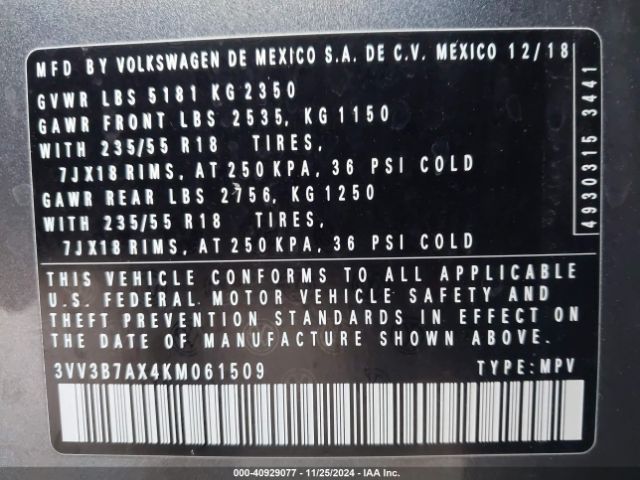 MFD BY VOLKSWAGEN DE MEXICO S.A. DE C.V. MEXICO 12/18
GVWR LBS 5181 KG 2350
GAWR FRONT LBS 2535, KG 1150
WITH 235/55 R18 TIRES,
7JX18 RIMS, AT 250 KPA, 36 PSI COLD
GAWR REAR LBS 2756, KG 1250
WITH 235/55 R18 TIRES,
7JX18 RIMS, AT 250 KPA, 36 PSI COLD
4930315 3441
THIS VEHICLE CONFORMS TO ALL APPLICABLE
U.S. FEDERAL MOTOR VEHICLE SAFETY AND
THEFT PREVENTION STANDARDS IN EFFECT ON
THE DATE OF MANUFACTURE SHOWN ABOVE.
3VV3B7AX4KM061509 TYPE: MPV
000-40929077 - 11/25/2024 - IAA Inc.